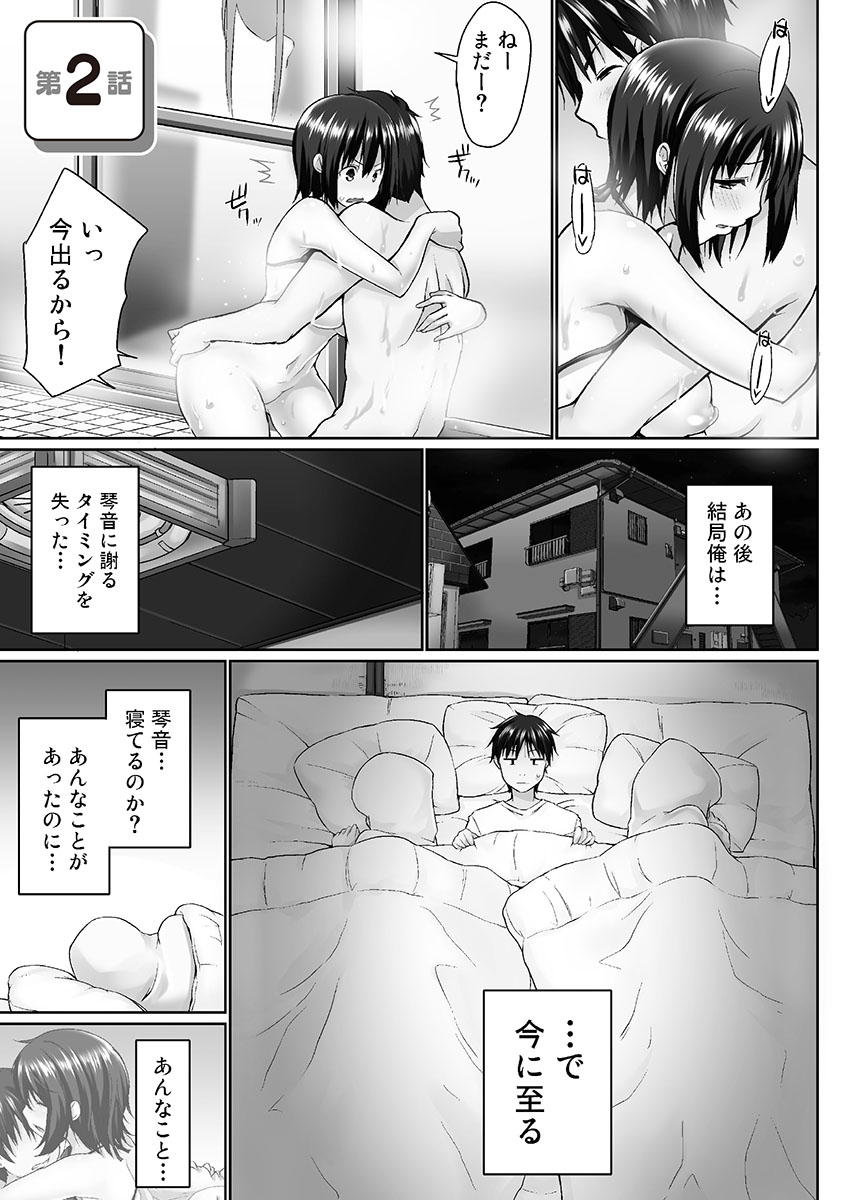 第2話
はーっ
はーっ
はーっ
ねー
まだー?
いっ
今出るから!
あの後
結局俺は…
琴音に謝る
タイミングを
失った…
…で
今に至る
琴音…
寝てるのか?
あんなことが
あったのに…
あんなこと…